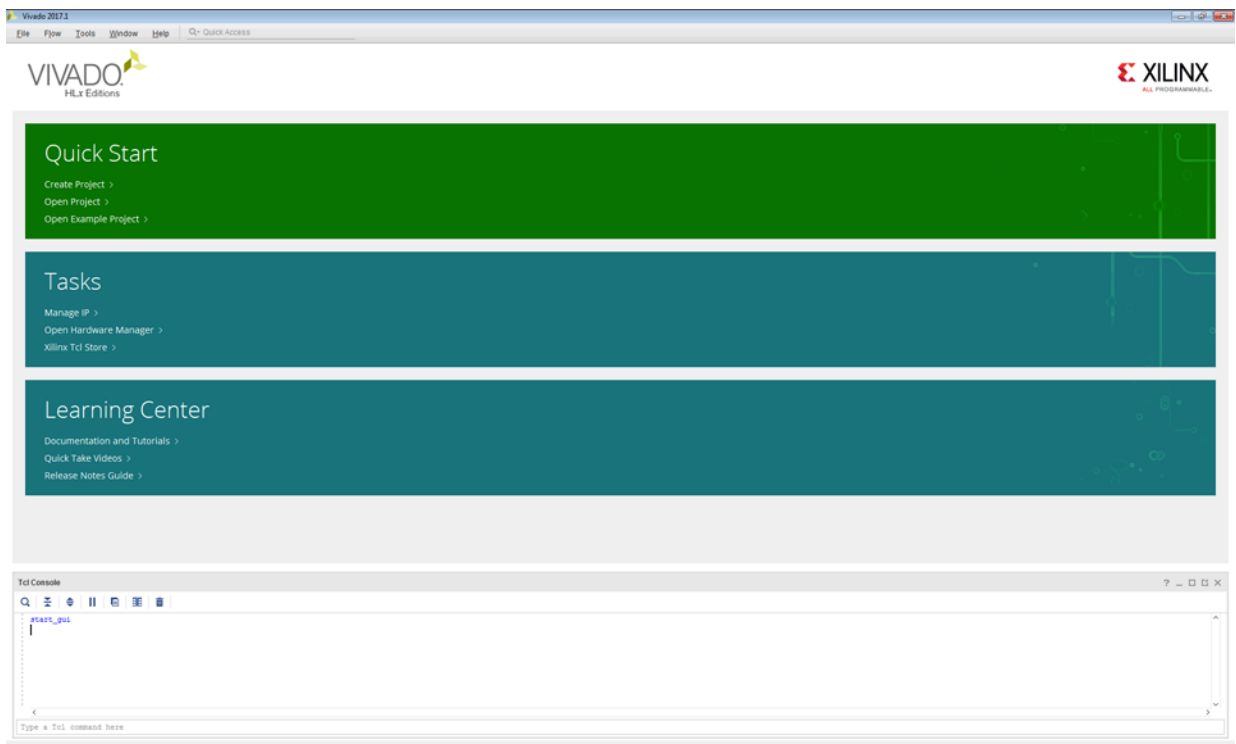 Vivado 2017.1
File Flow Tools Window Help Q- Quick Access
VIVADO.
HLx Editions
XILINX
ALL PROGRAMMABLE.
Quick Start
Create Project >
Open Project >
Open Example Project >
Tasks
Manage IP >
Open Hardware Manager >
Xilinx Tcl Store >
Learning Center
Documentation and Tutorials >
Quick Take Videos >
Release Notes Guide >
Tcl Console
start_gui
Type a Tcl command here